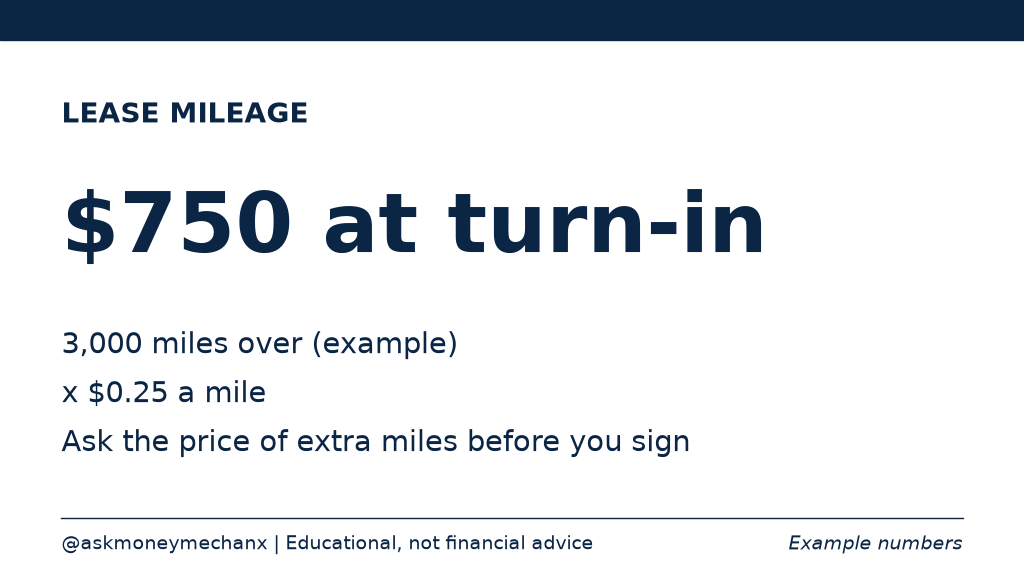 LEASE MILEAGE
$750 at turn-in
3,000 miles over (example)
x $0.25 a mile
Ask the price of extra miles before you sign
@askmoneymechanx | Educational, not financial advice
Example numbers